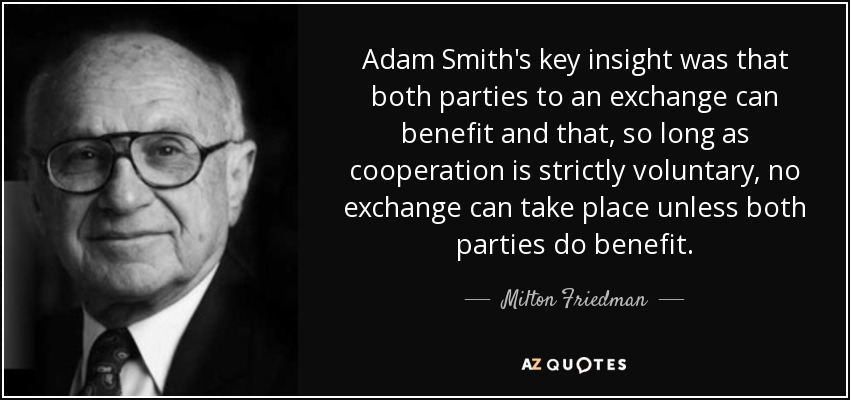 Adam Smith's key insight was that
both parties to an exchange can
benefit and that, so long as
cooperation is strictly voluntary, no
exchange can take place unless both
parties do benefit.
Milton Friedman
AZ QUOTES